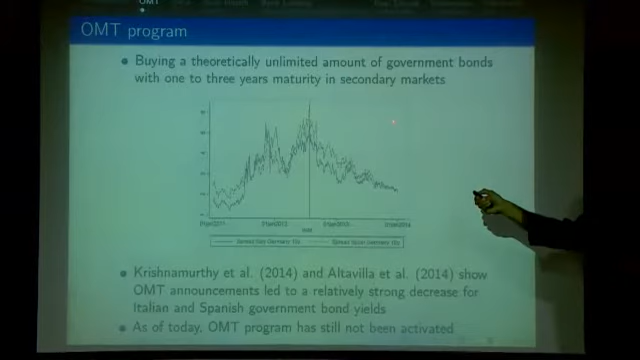 OMT
OMT program
• Buying a theoretically unlimited amount of government bonds
with one to three years maturity in secondary markets
• Krishnamurthy et al. (2014) and Altavilla et al. (2014) show
OMT announcements led to a relatively strong decrease for
Italian and Spanish government bond yields
• As of today, OMT program has still not been activated